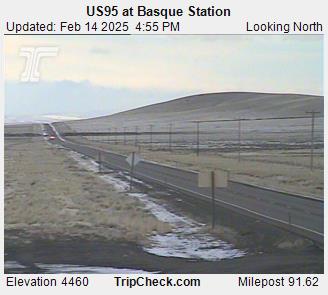 US95 at Basque Station
Updated: Feb 14 2025 4:55 PM Looking North
Elevation 4460 TripCheck.com Milepost 91.62